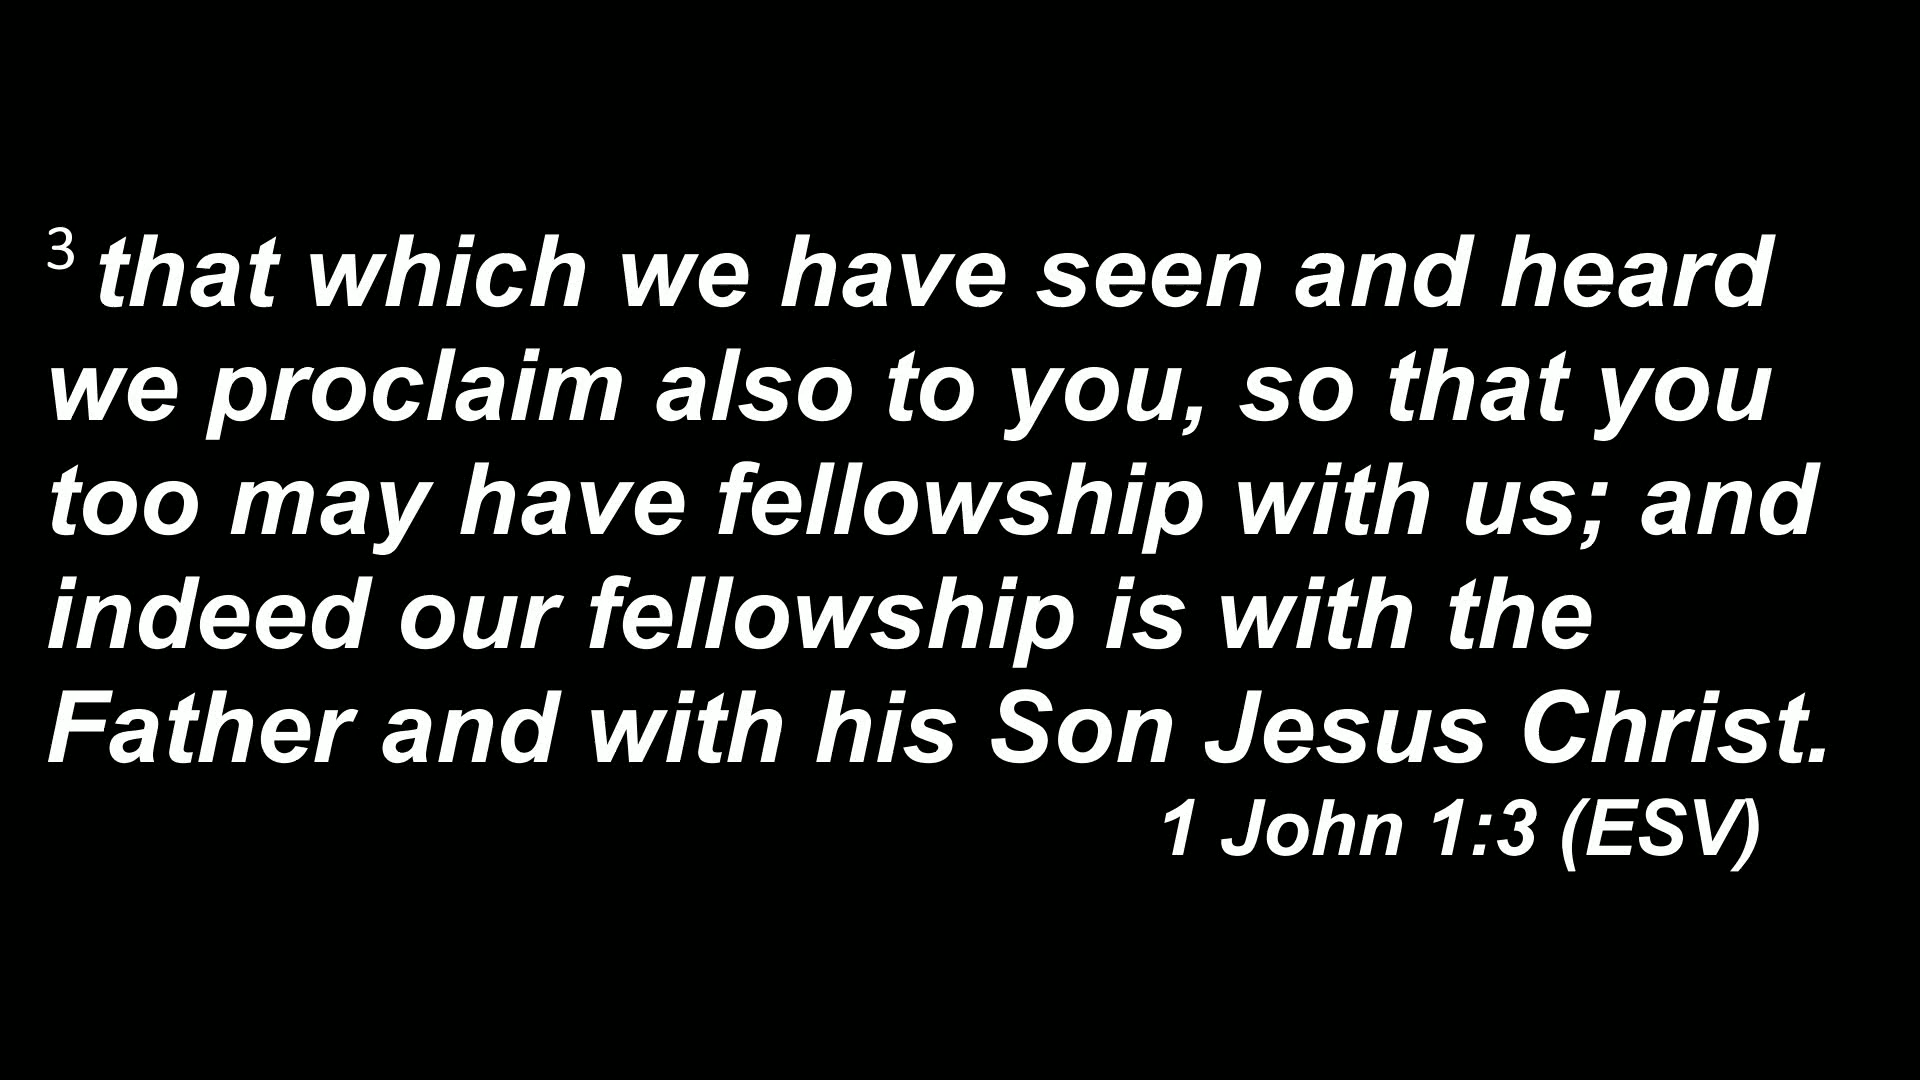 ³ that which we have seen and heard
we proclaim also to you, so that you
too may have fellowship with us; and
indeed our fellowship is with the
Father and with his Son Jesus Christ.
1 John 1:3 (ESV)